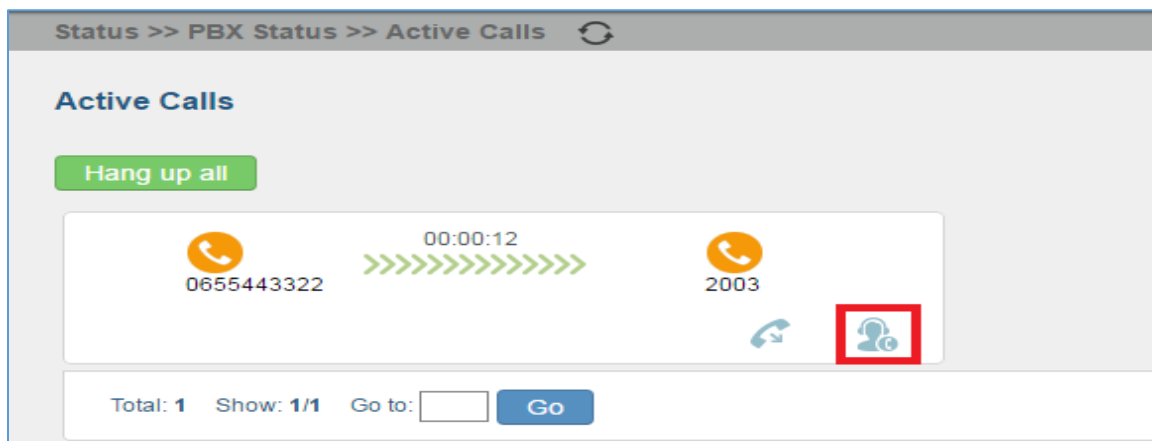 Status >> PBX Status >> Active Calls
Active Calls
Hang up all
00:00:12
0655443322 2003
C
Total: 1 Show: 1/1 Go to: Go